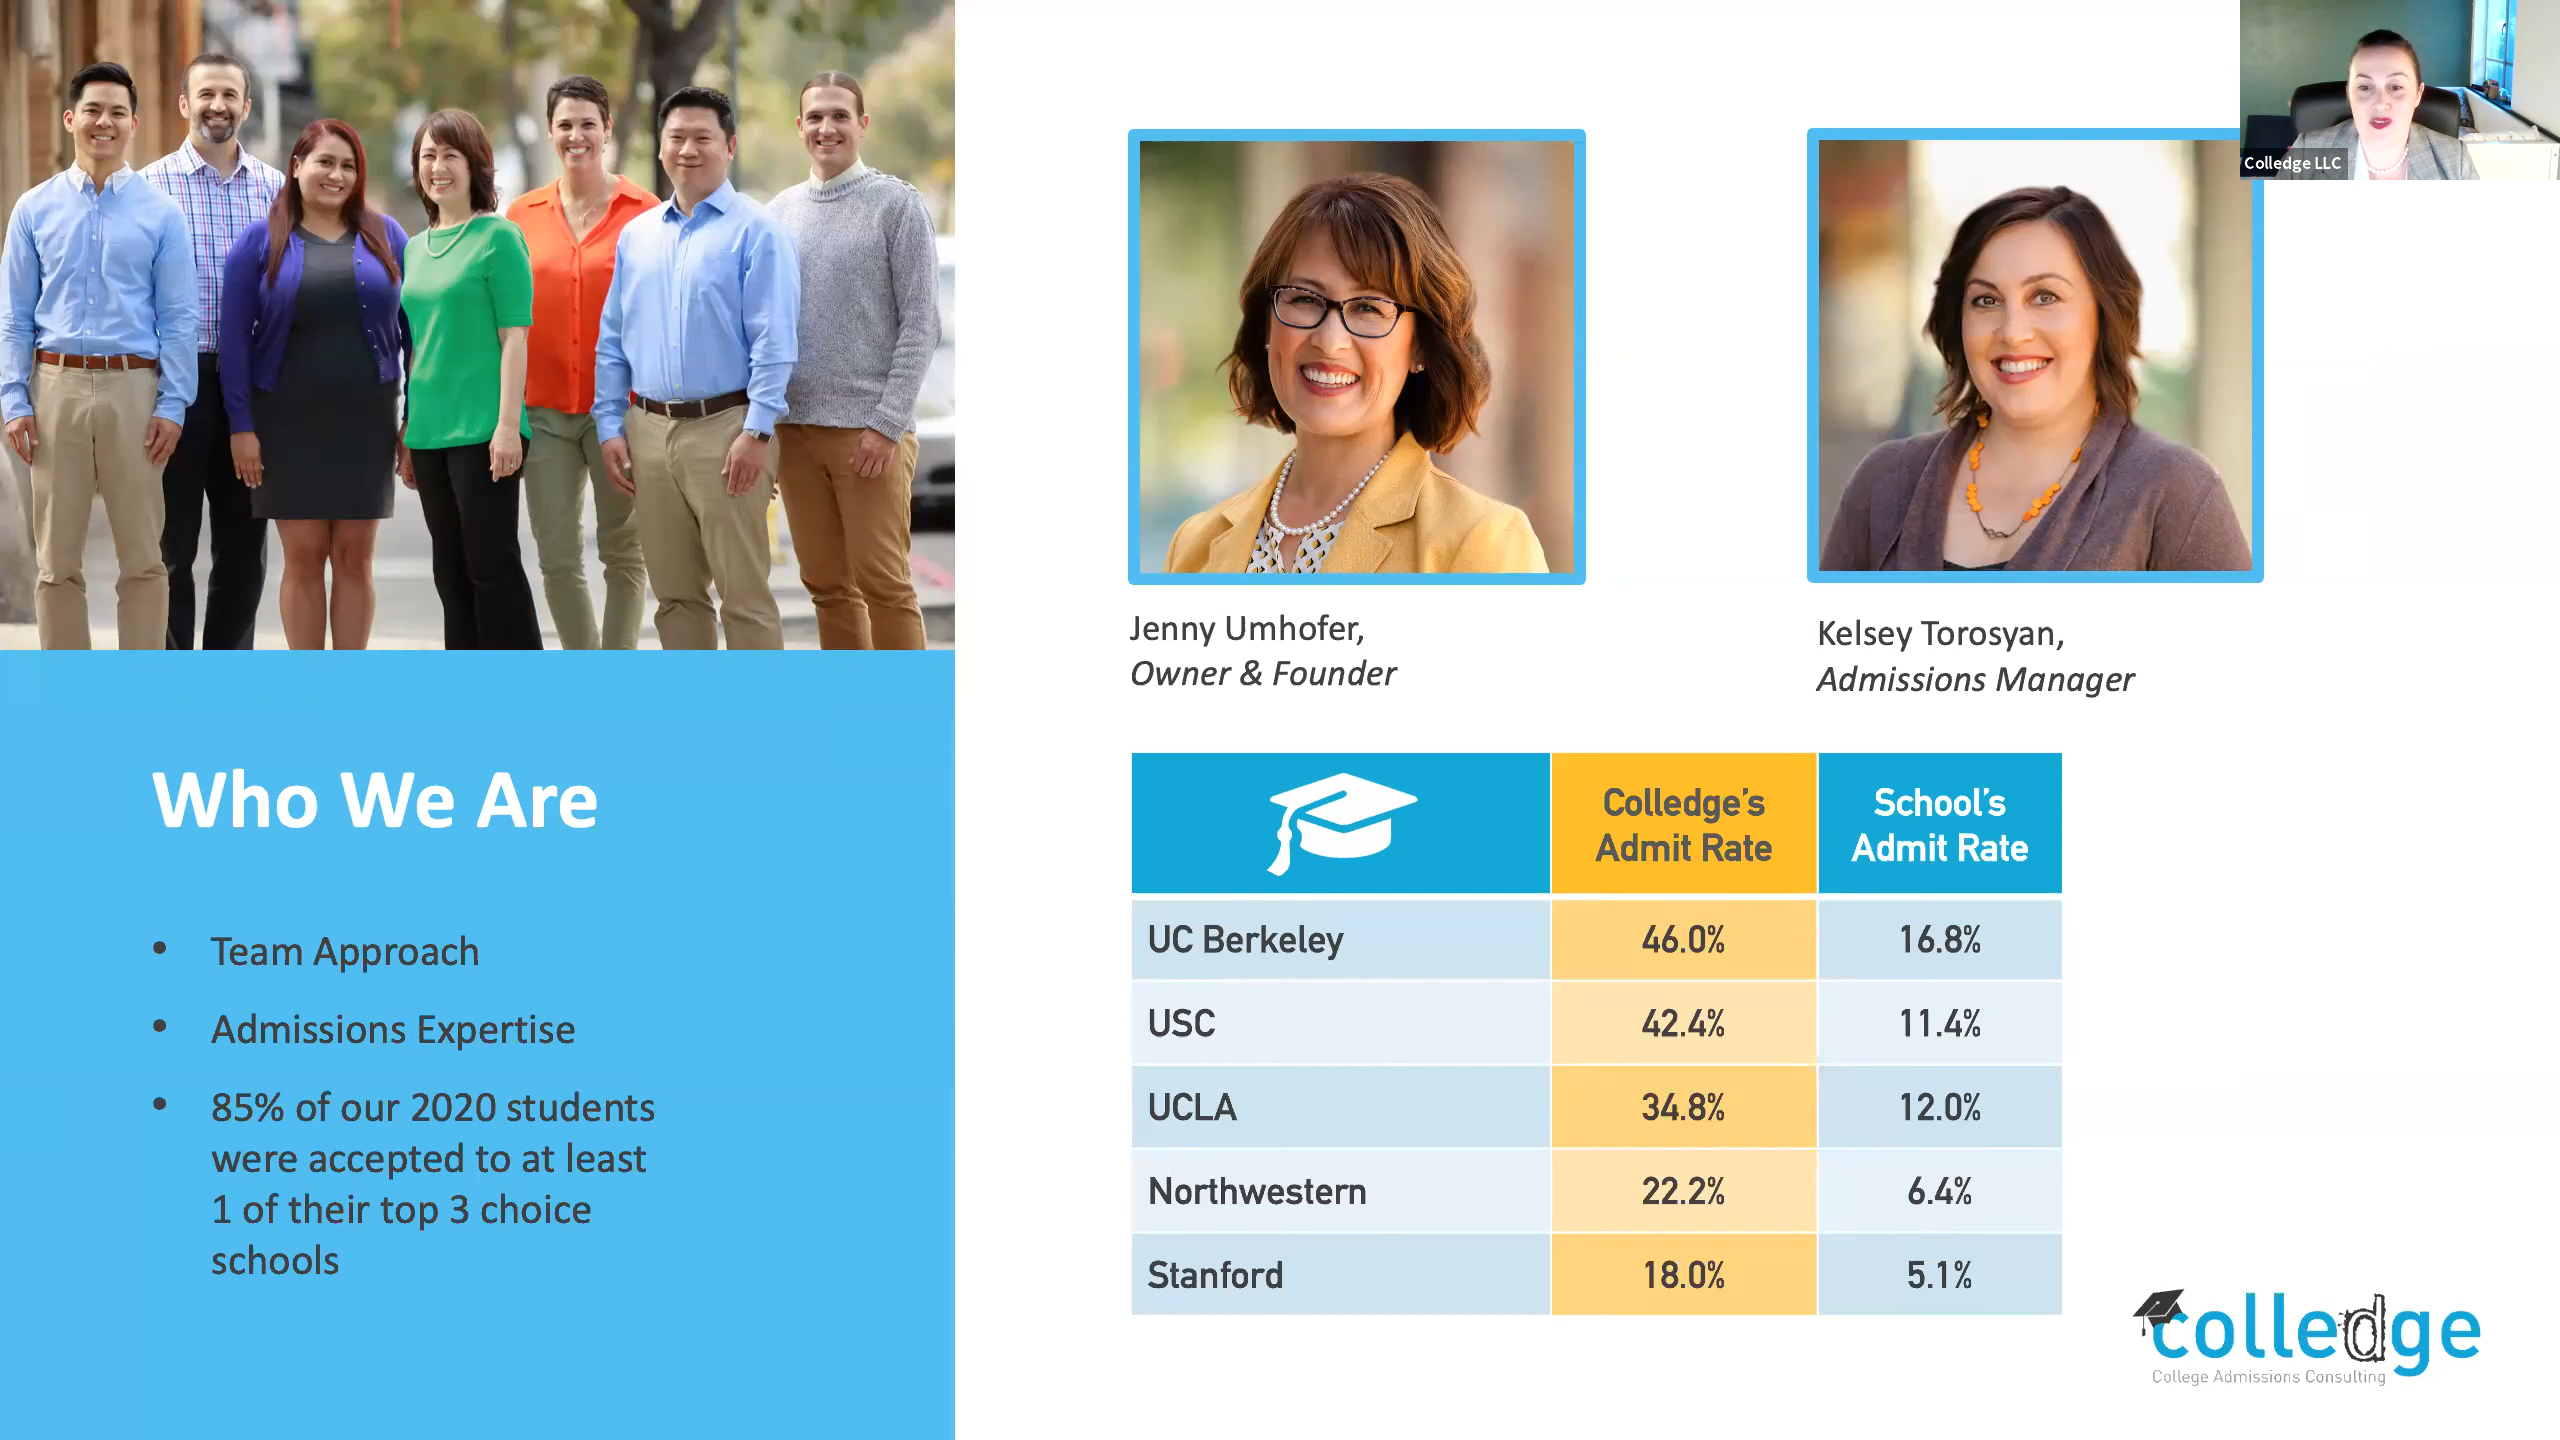 Colledge LLC
Jenny Umhofer,
Owner & Founder
Kelsey Torosyan,
Admissions Manager
Who We Are
• Team Approach
• Admissions Expertise
• 85% of our 2020 students
were accepted to at least
1 of their top 3 choice
schools
Colledge's
Admit Rate
School's
Admit Rate
UC Berkeley 46.0% 16.8%
USC 42.4% 11.4%
UCLA 34.8% 12.0%
Northwestern 22.2% 6.4%
Stanford 18.0% 5.1%
colledge
College Admissions Consulting